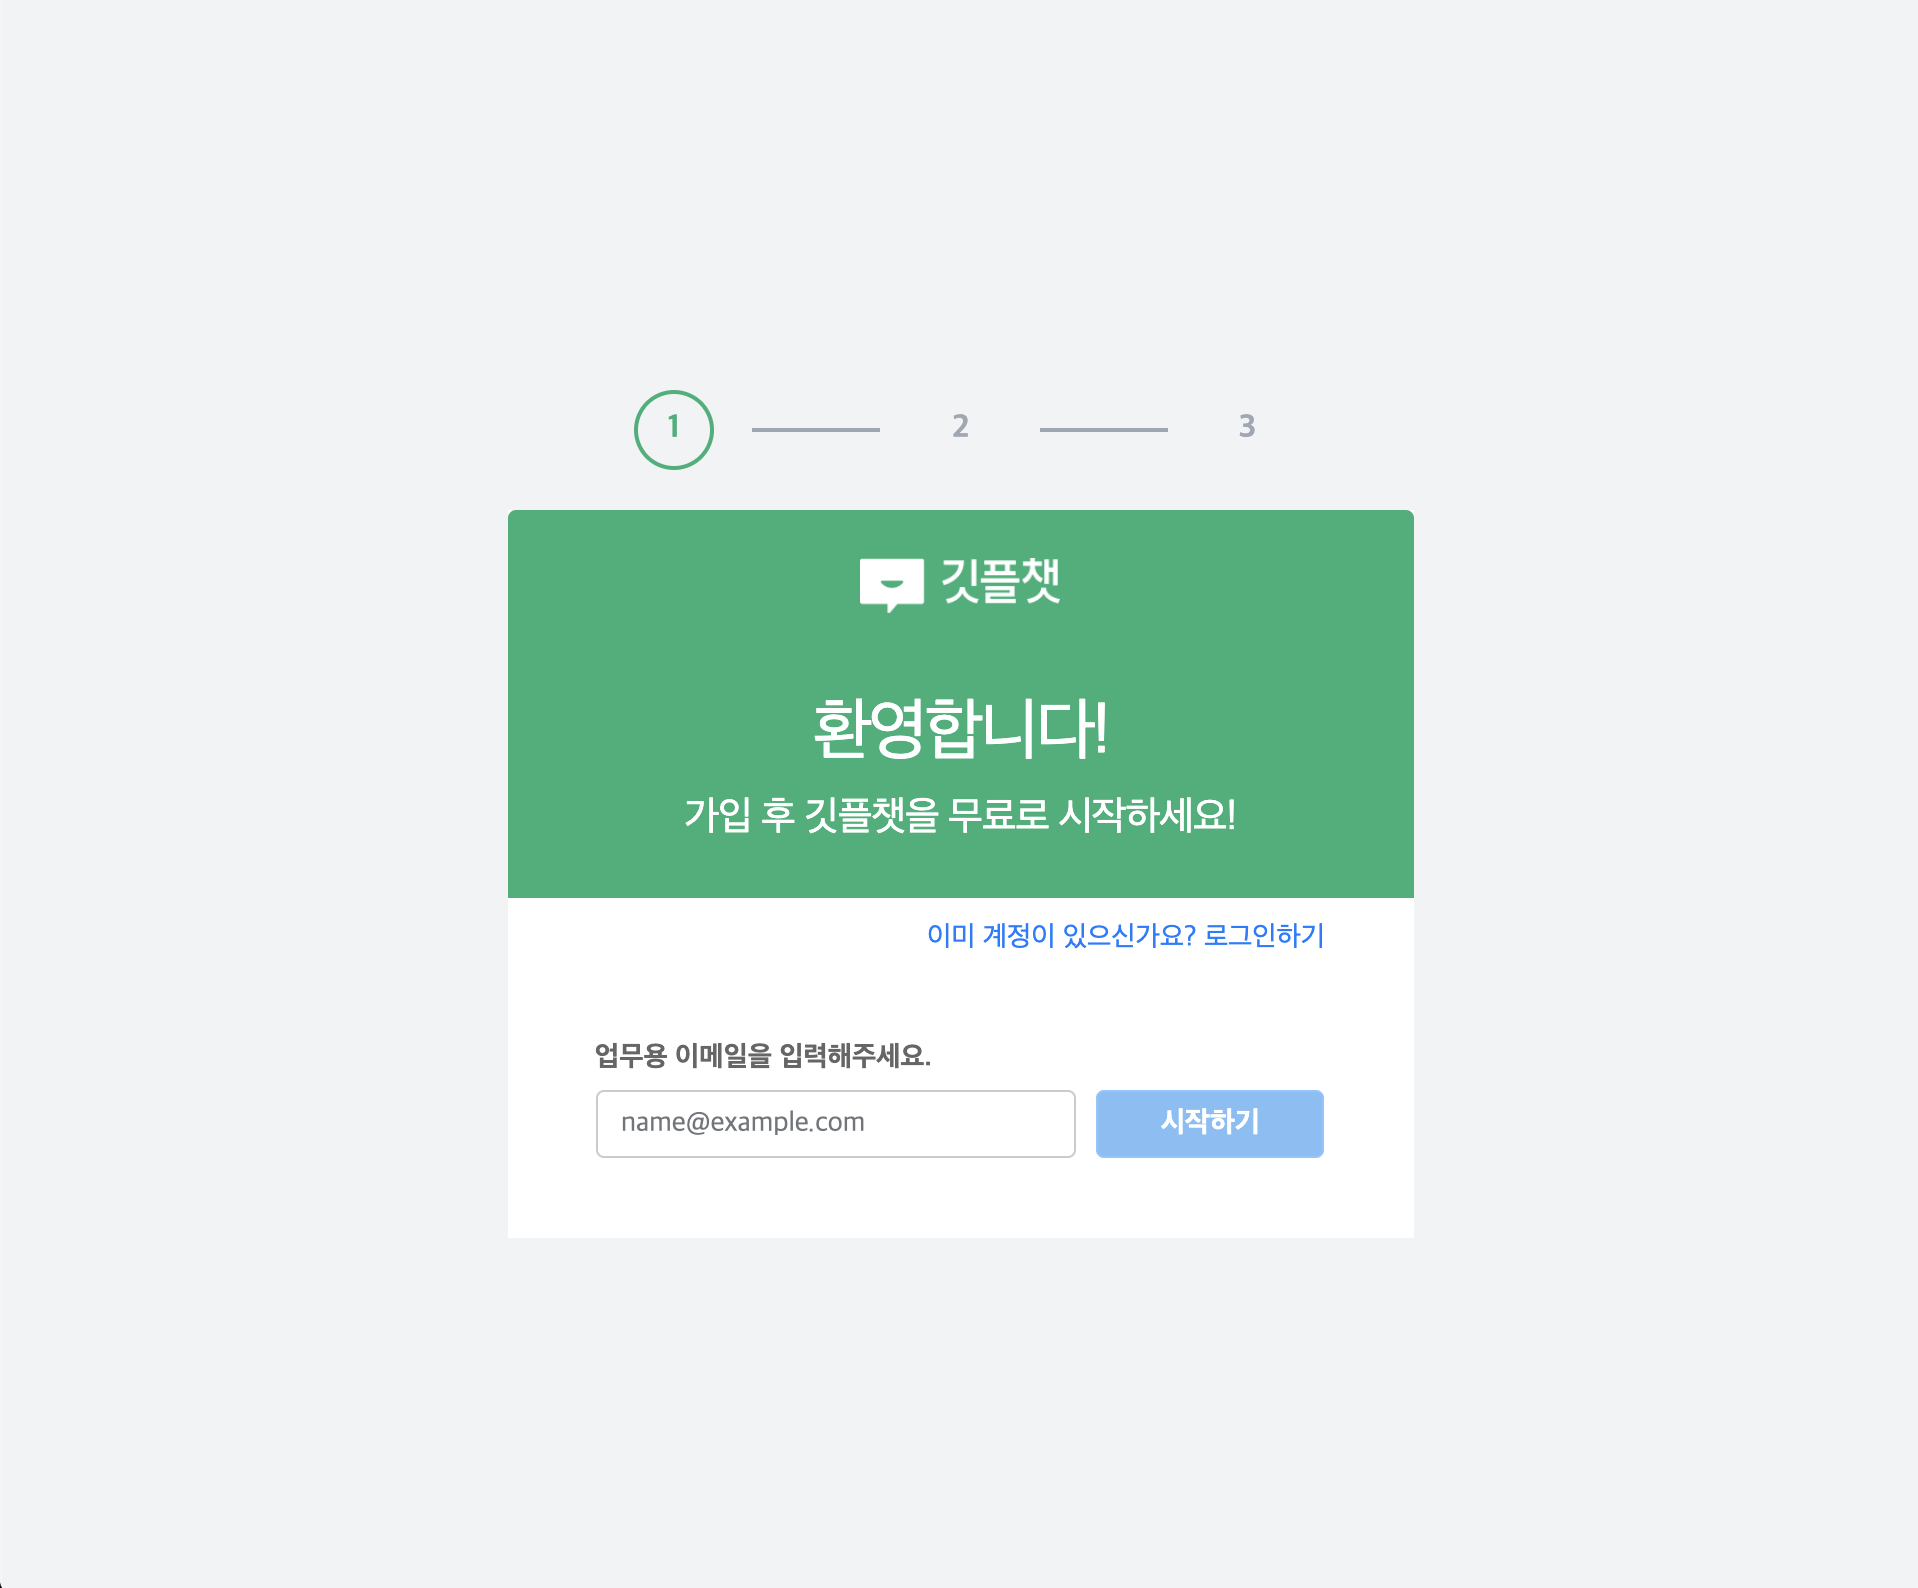 1 2 3
깃플챗
환영합니다!
가입 후 깃플챗을 무료로 시작하세요!
이미 계정이 있으신가요? 로그인하기
업무용 이메일을 입력해주세요.
name@example.com 시작하기